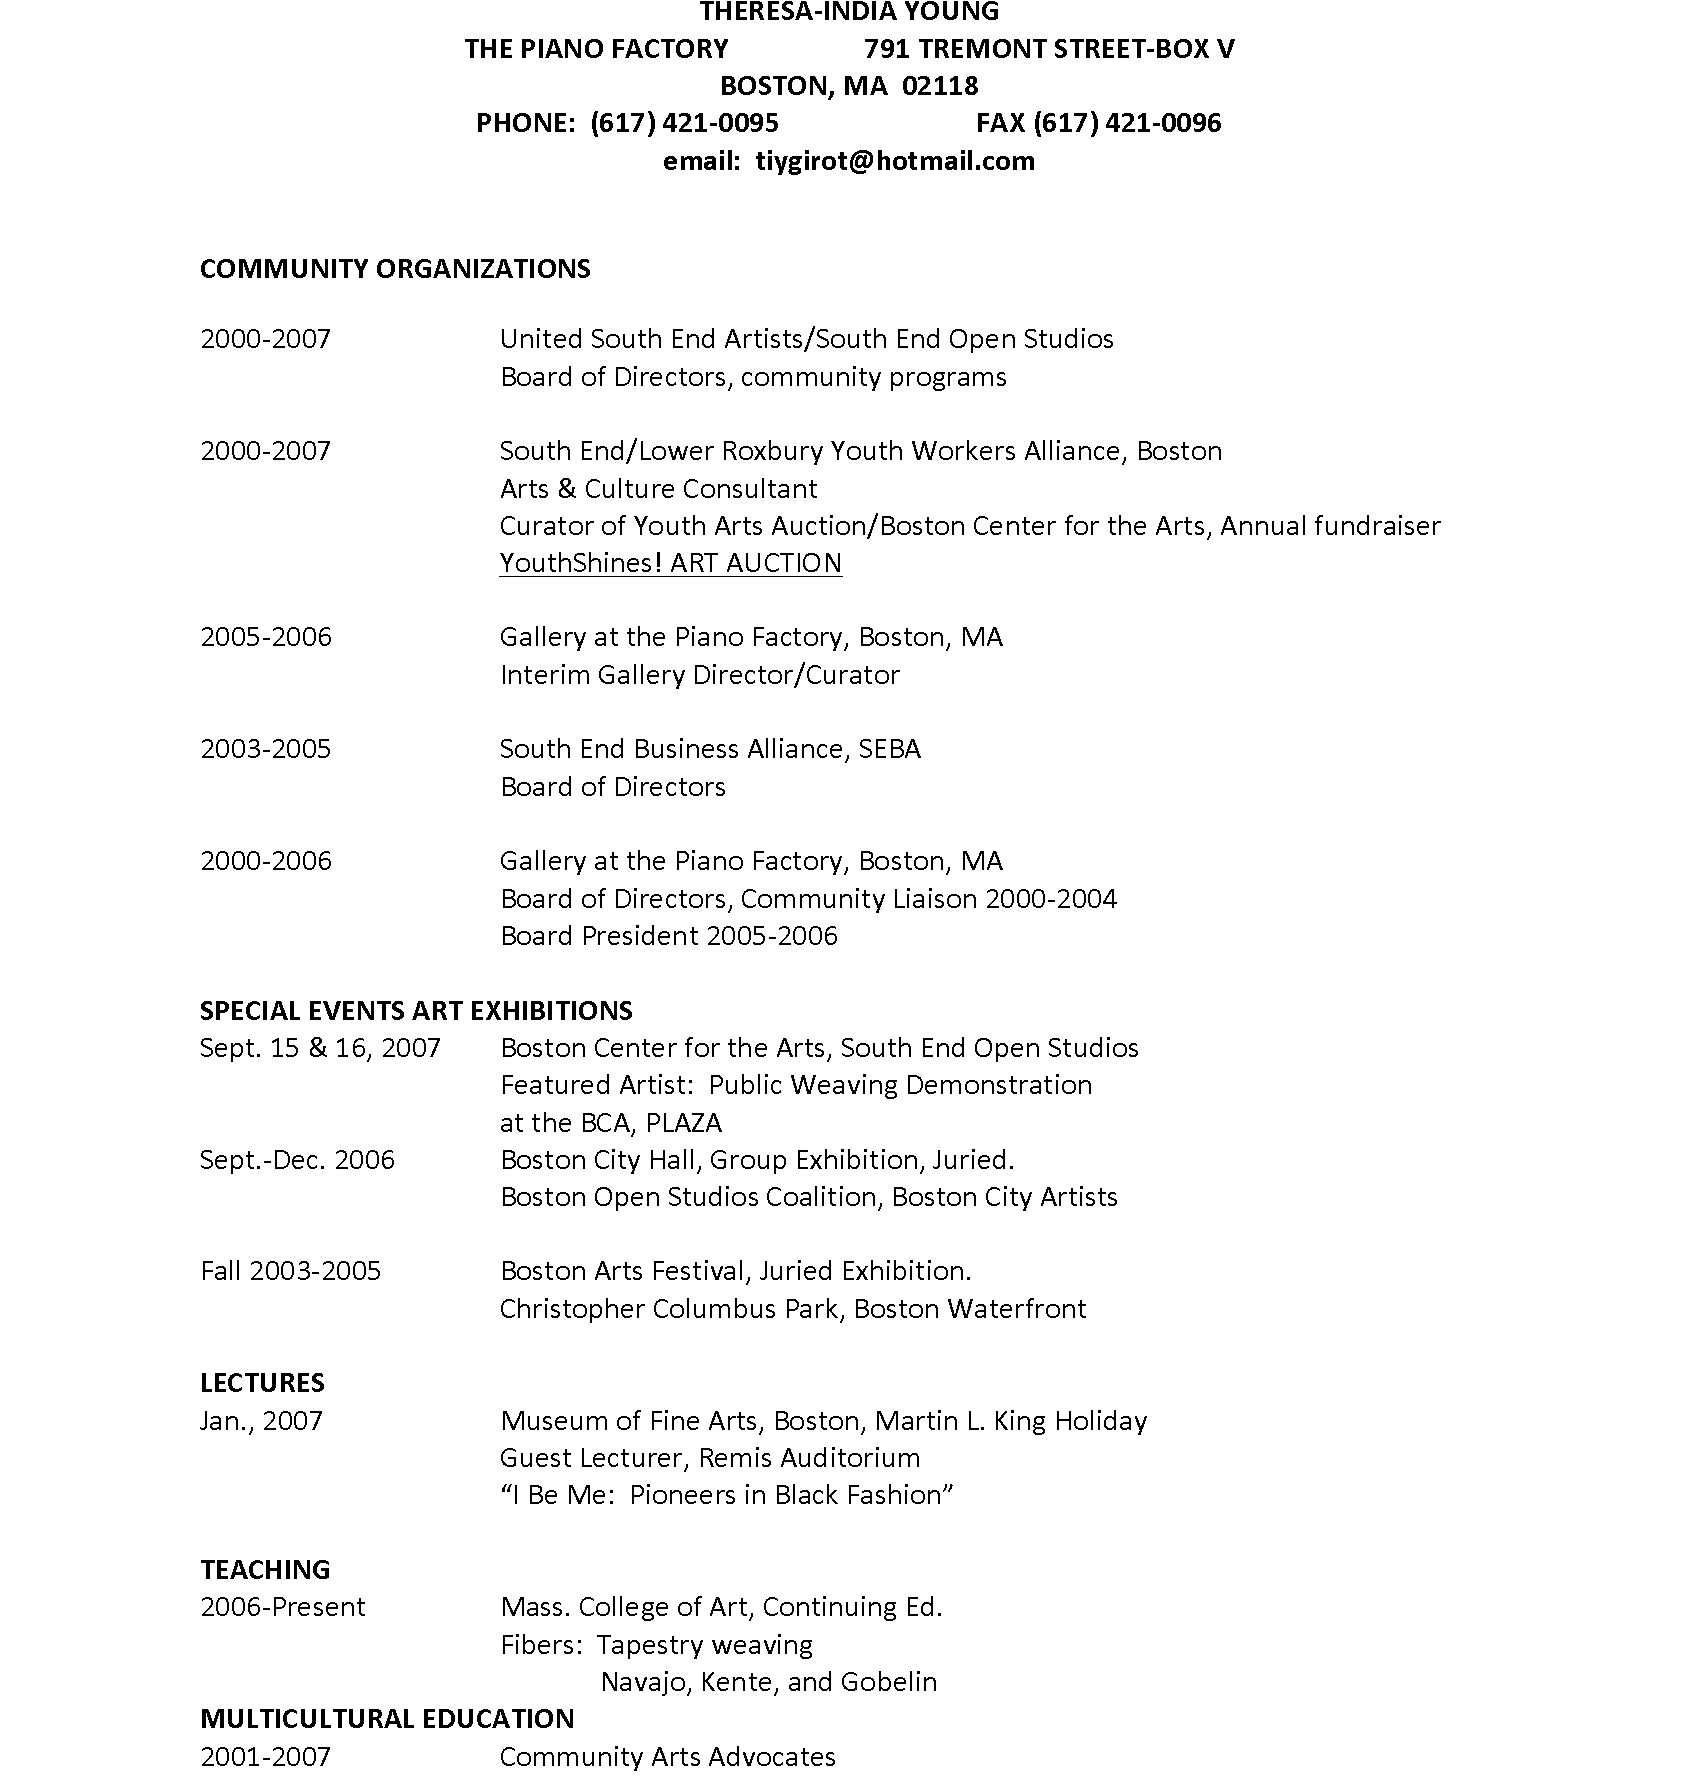 THERESA-INDIA YOUNG
THE PIANO FACTORY 791 TREMONT STREET-BOX V
BOSTON, MA 02118
PHONE: (617) 421-0095 FAX (617) 421-0096
email: tiygirot@hotmail.com
COMMUNITY ORGANIZATIONS
2000-2007 United South End Artists/South End Open Studios
Board of Directors, community programs
2000-2007 South End/Lower Roxbury Youth Workers Alliance, Boston
Arts & Culture Consultant
Curator of Youth Arts Auction/Boston Center for the Arts, Annual fundraiser
YouthShines! ART AUCTION
2005-2006 Gallery at the Piano Factory, Boston, MA
Interim Gallery Director/Curator
2003-2005 South End Business Alliance, SEBA
Board of Directors
2000-2006 Gallery at the Piano Factory, Boston, MA
Board of Directors, Community Liaison 2000-2004
Board President 2005-2006
SPECIAL EVENTS ART EXHIBITIONS
Sept. 15 & 16, 2007 Boston Center for the Arts, South End Open Studios
Featured Artist: Public Weaving Demonstration
at the BCA, PLAZA
Sept.-Dec. 2006 Boston City Hall, Group Exhibition, Juried.
Boston Open Studios Coalition, Boston City Artists
Fall 2003-2005 Boston Arts Festival, Juried Exhibition.
Christopher Columbus Park, Boston Waterfront
LECTURES
Jan., 2007 Museum of Fine Arts, Boston, Martin L. King Holiday
Guest Lecturer, Remis Auditorium
“I Be Me: Pioneers in Black Fashion”
TEACHING
2006-Present Mass. College of Art, Continuing Ed.
Fibers: Tapestry weaving
Navajo, Kente, and Gobelin
MULTICULTURAL EDUCATION
2001-2007 Community Arts Advocates